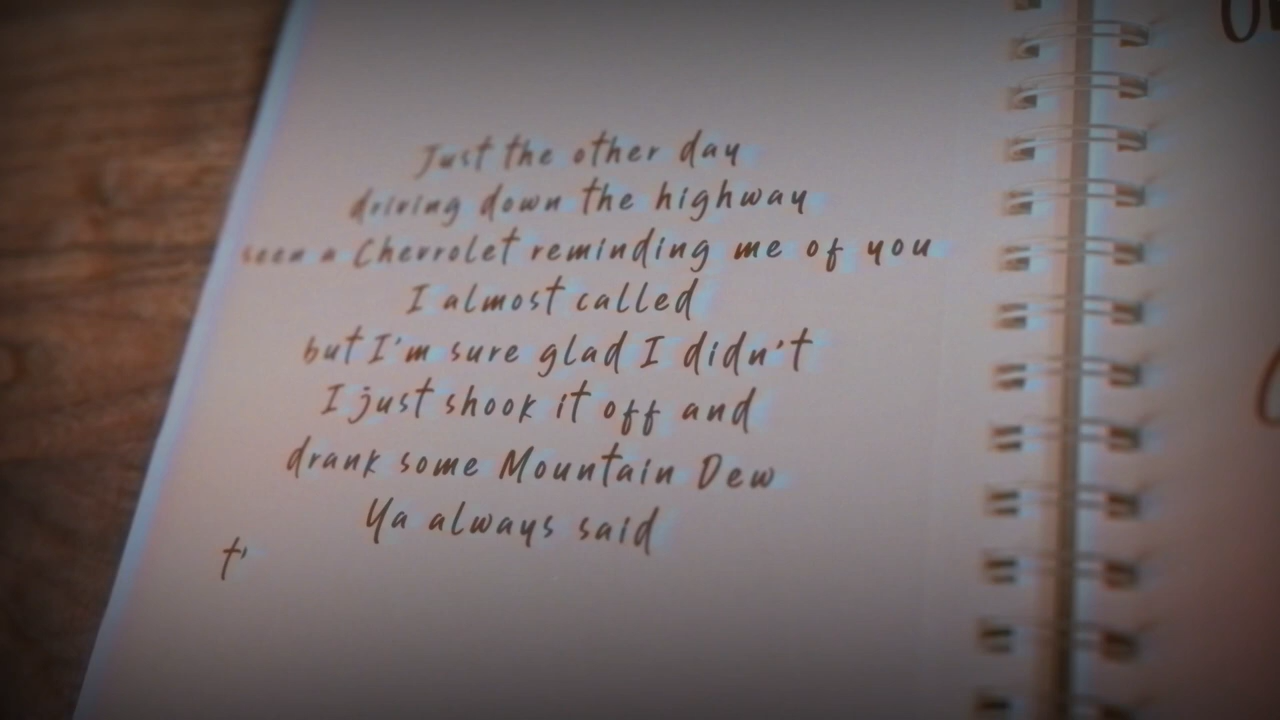 Just the other day
driving down the highway
seen a Chevrolet reminding me of you
I almost called
but I'm sure glad I didn't
I just shook it off and
drank some Mountain Dew
Ya always said
t'